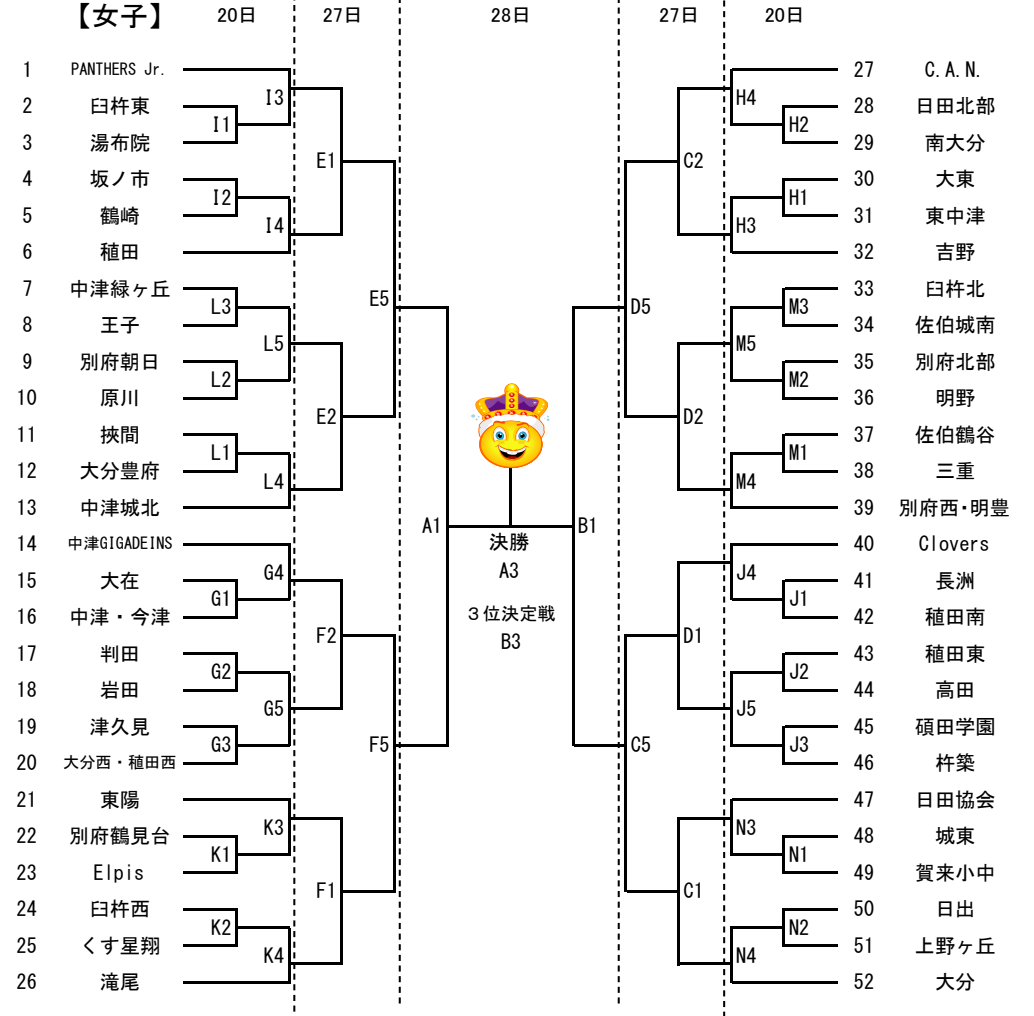 【女子】 20日 27日 28日 27日 20日
1 PANTHERS Jr. 27 C.A.N.
I3 H4
2 臼杵東 28 日田北部
I1 H2
3 湯布院 29 南大分
E1 C2
4 坂ノ市 30 大東
I2 H1
5 鶴崎 31 東中津
I4 H3
6 稙田 32 吉野
7 中津緑ヶ丘 33 臼杵北
E5 D5
L3 M3
8 王子 34 佐伯城南
L5 M5
9 別府朝日 35 別府北部
L2 M2
10 原川 36 明野
E2 D2
11 挾間 37 佐伯鶴谷
L1 M1
12 大分豊府 38 三重
L4 M4
13 中津城北 39 別府西・明豊
A1 B1
決勝
14 中津GIGADEINS 40 Clovers
A3
G4 J4
15 大在 41 長洲
G1 J1
16 中津・今津 42 稙田南
3位決定戦
F2 D1
B3
17 判田 43 稙田東
G2 J2
18 岩田 44 高田
G5 J5
19 津久見 45 碩田学園
G3 J3
F5 C5
20 大分西・稙田西 46 杵築
21 東陽 47 日田協会
K3 N3
22 別府鶴見台 48 城東
K1 N1
23 Elpis 49 賀来小中
F1 C1
24 臼杵西 50 日出
K2 N2
25 くす星翔 51 上野ヶ丘
K4 N4
26 滝尾 52 大分